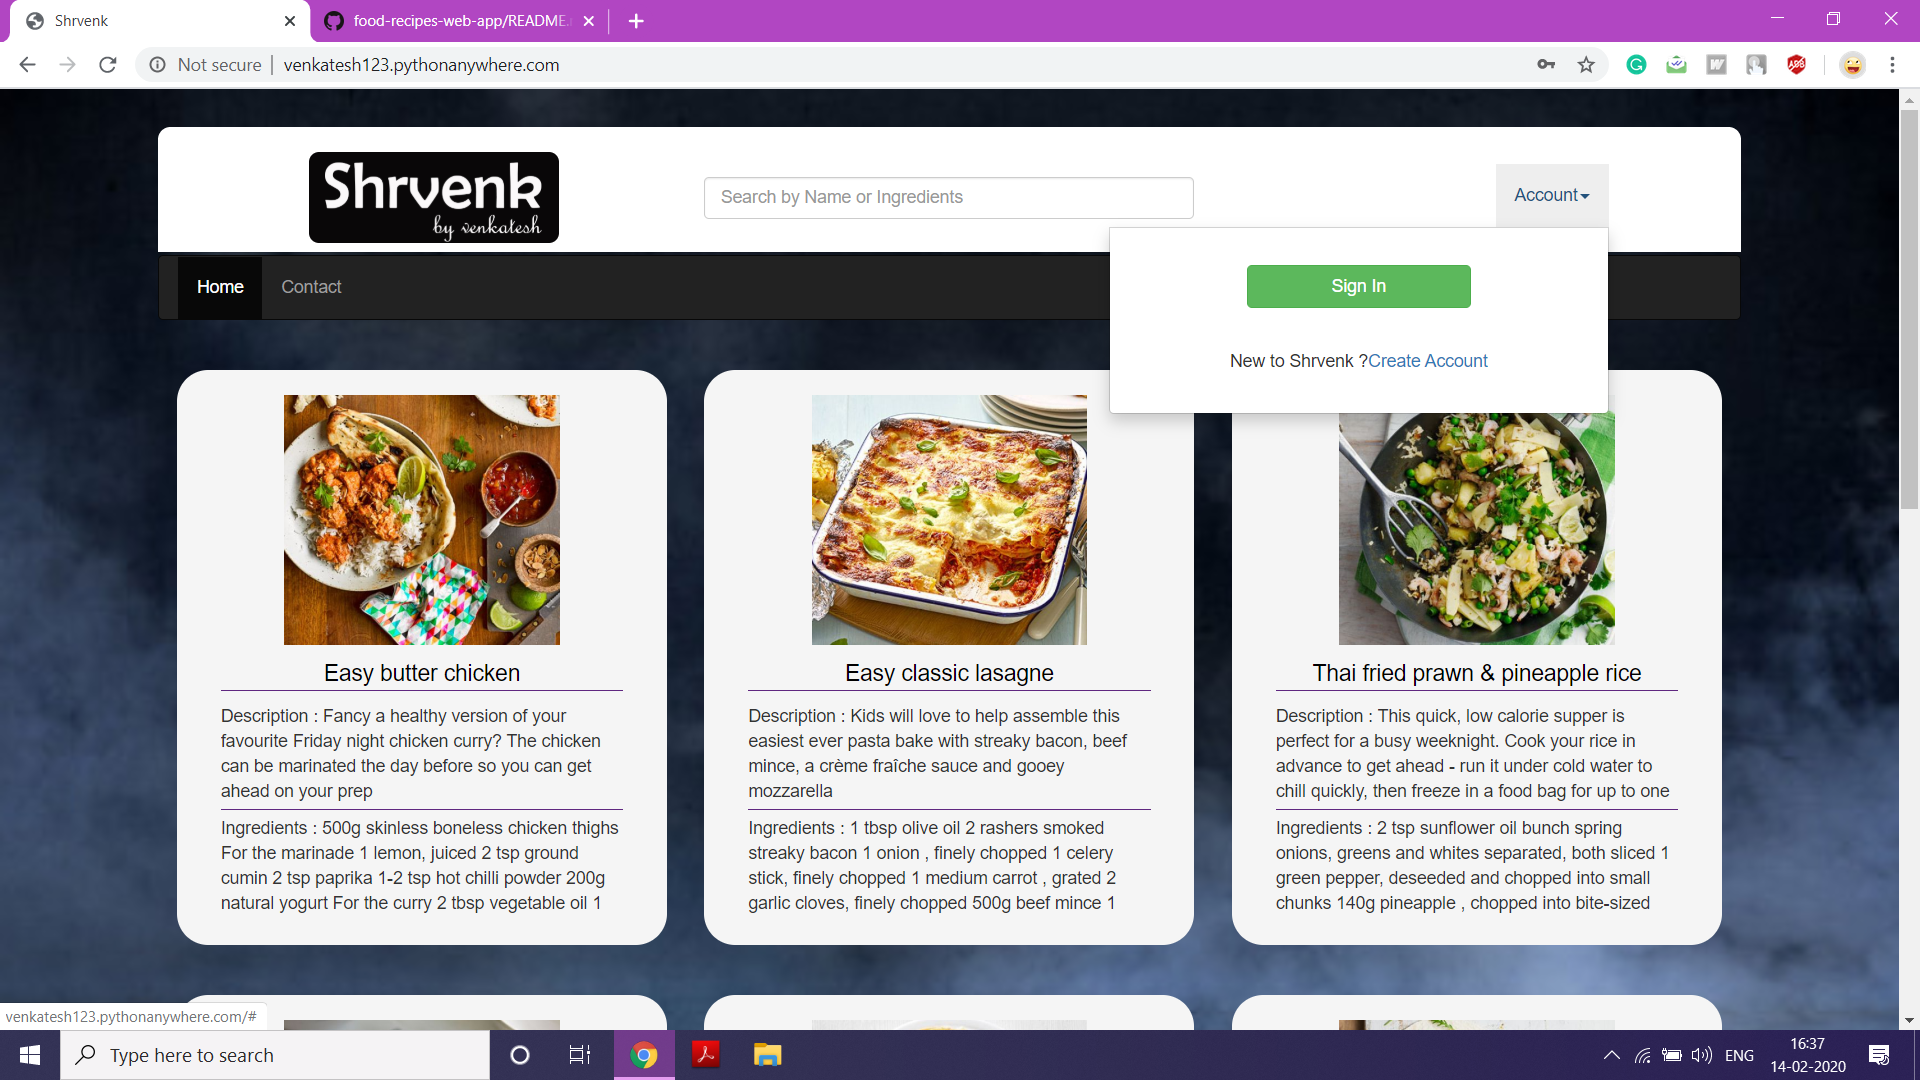 Shrvenk
food-recipes-web-app/README.
Not secure
venkatesh123.pythonanywhere.com
Shrvenk
by venkatesh
Search by Name or Ingredients
Account
Home
Contact
Sign In
New to Shrvenk ?Create Account
Easy butter chicken
Description : Fancy a healthy version of your
favourite Friday night chicken curry? The chicken
can be marinated the day before so you can get
ahead on your prep
Ingredients : 500g skinless boneless chicken thighs
For the marinade 1 lemon, juiced 2 tsp ground
cumin 2 tsp paprika 1-2 tsp hot chilli powder 200g
natural yogurt For the curry 2 tbsp vegetable oil 1
Easy classic lasagne
Description : Kids will love to help assemble this
easiest ever pasta bake with streaky bacon, beef
mince, a crème fraîche sauce and gooey
mozzarella
Ingredients : 1 tbsp olive oil 2 rashers smoked
streaky bacon 1 onion , finely chopped 1 celery
stick, finely chopped 1 medium carrot , grated 2
garlic cloves, finely chopped 500g beef mince 1
Thai fried prawn & pineapple rice
Description : This quick, low calorie supper is
perfect for a busy weeknight. Cook your rice in
advance to get ahead - run it under cold water to
chill quickly, then freeze in a food bag for up to one
Ingredients : 2 tsp sunflower oil bunch spring
onions, greens and whites separated, both sliced 1
green pepper, deseeded and chopped into small
chunks 140g pineapple , chopped into bite-sized
venkatesh123.pythonanywhere.com/#
Type here to search
ENG
16:37
14-02-2020